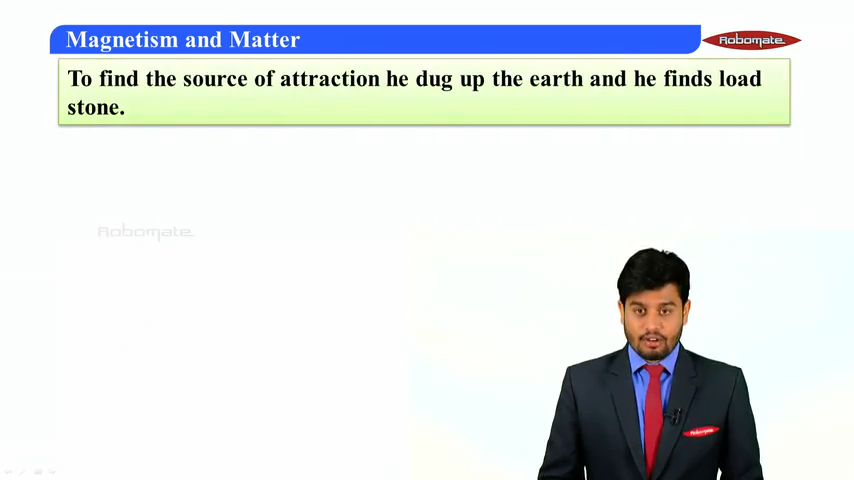 Magnetism and Matter
Robomate
To find the source of attraction he dug up the earth and he finds load
stone.
Robomate
Robomate